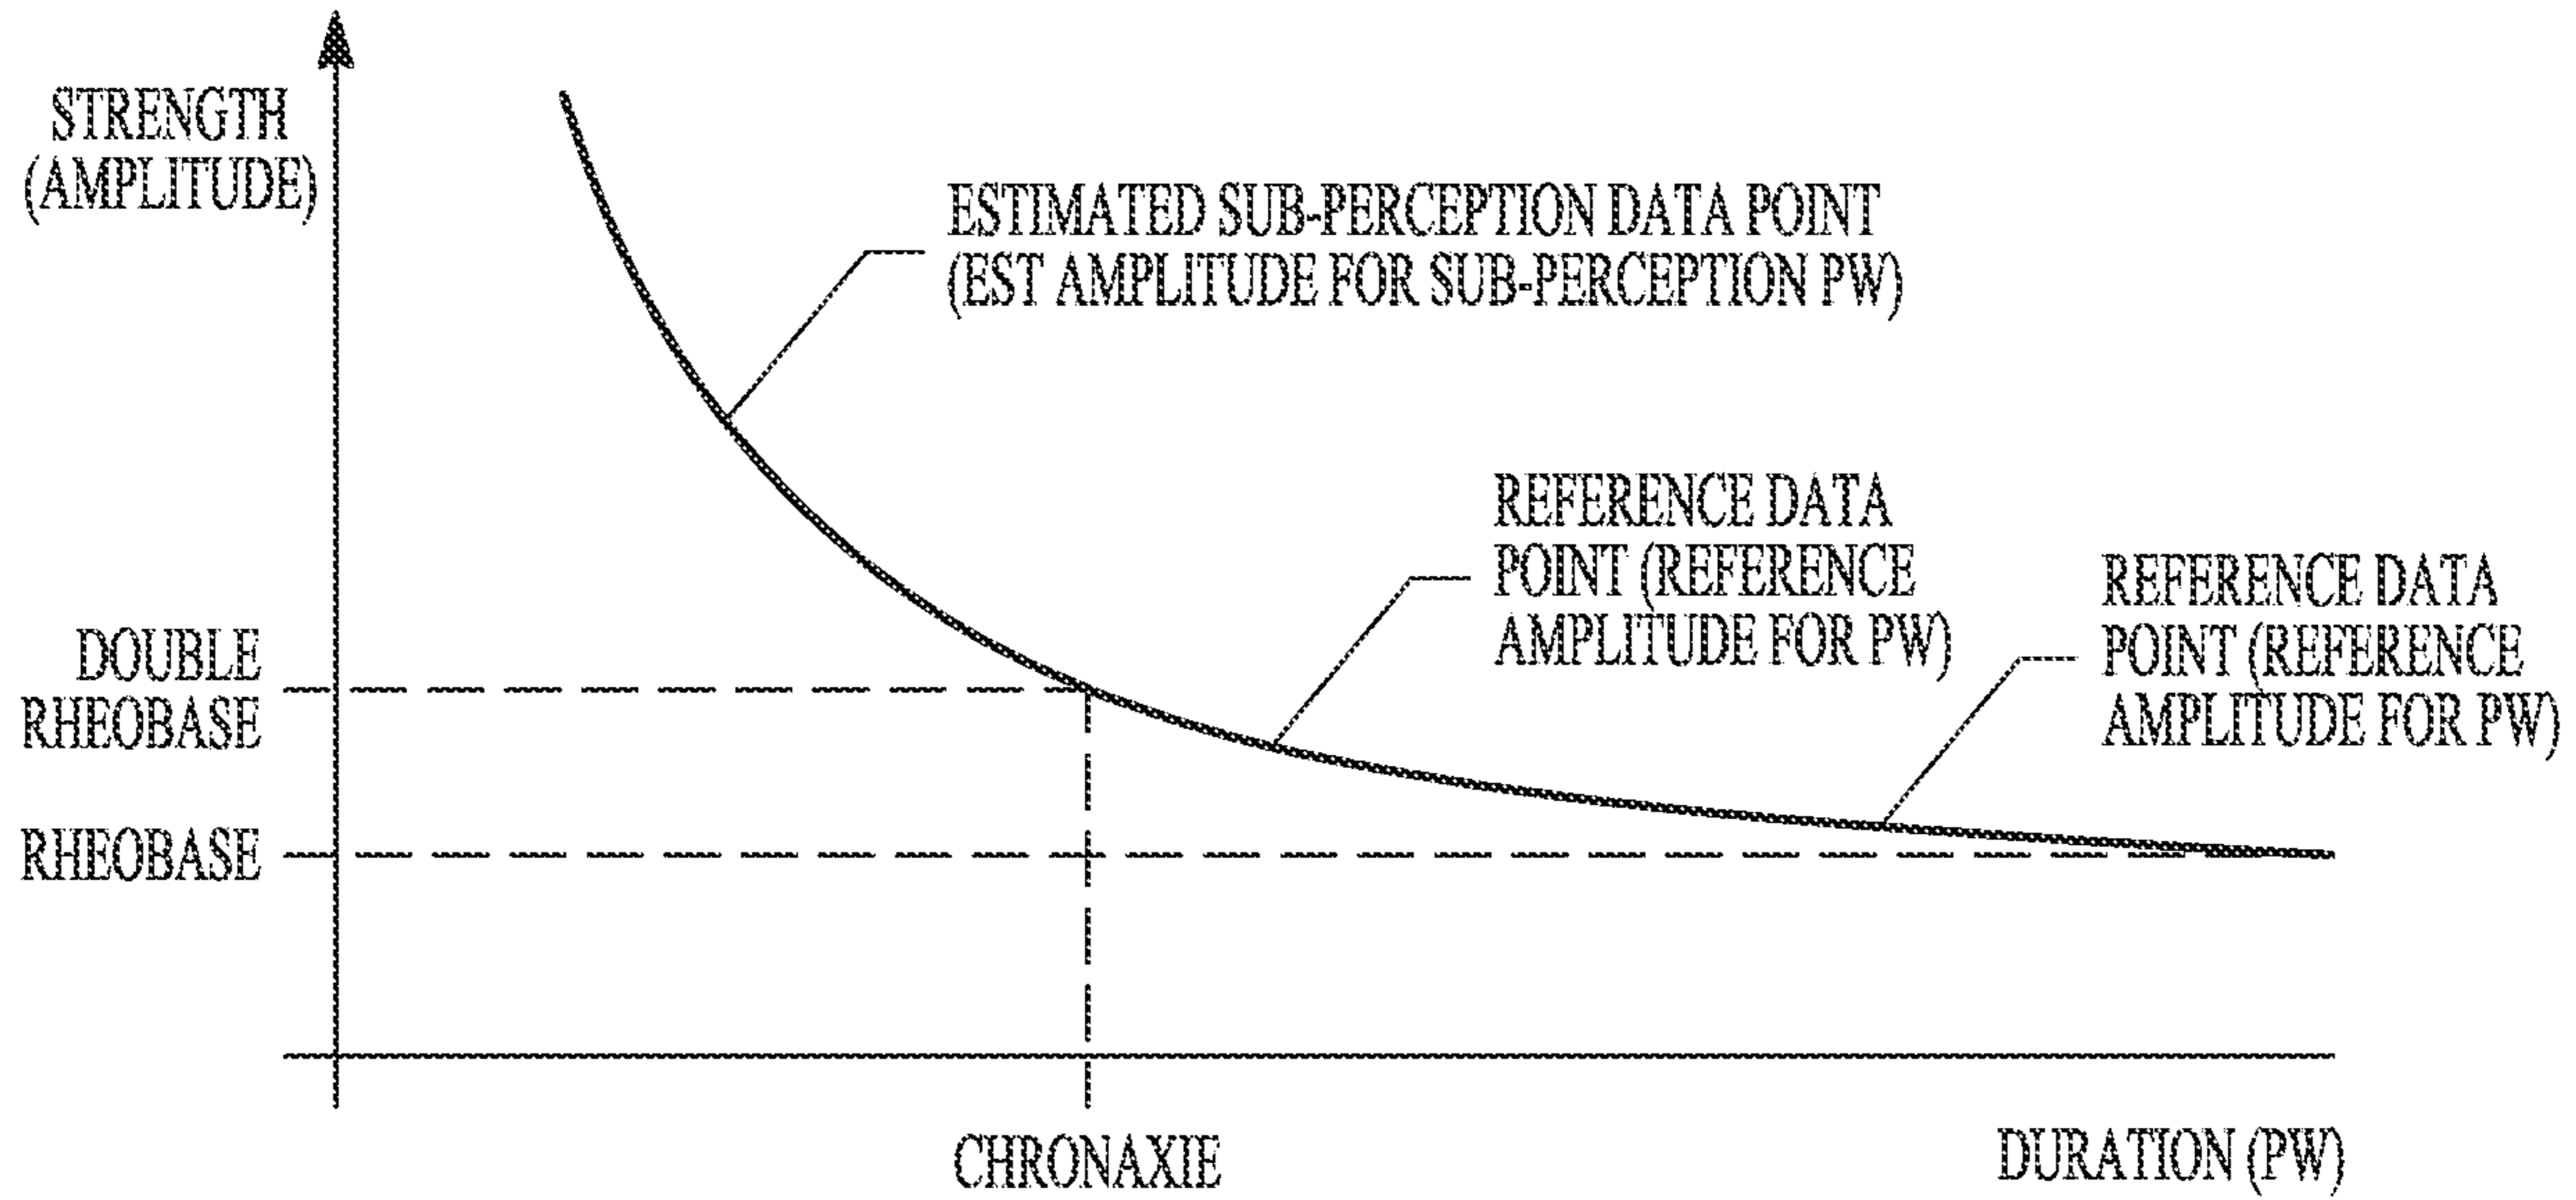 STRENGTH
(AMPLITUDE)
ESTIMATED SUB-PERCEPTION DATA POINT
(EST AMPLITUDE FOR SUB-PERCEPTION PW)
REFERENCE DATA
POINT (REFERENCE
AMPLITUDE FOR PW)
REFERENCE DATA
POINT (REFERENCE
AMPLITUDE FOR PW)
DOUBLE
RHEOBASE
RHEOBASE
CHRONAXIE
DURATION (PW)